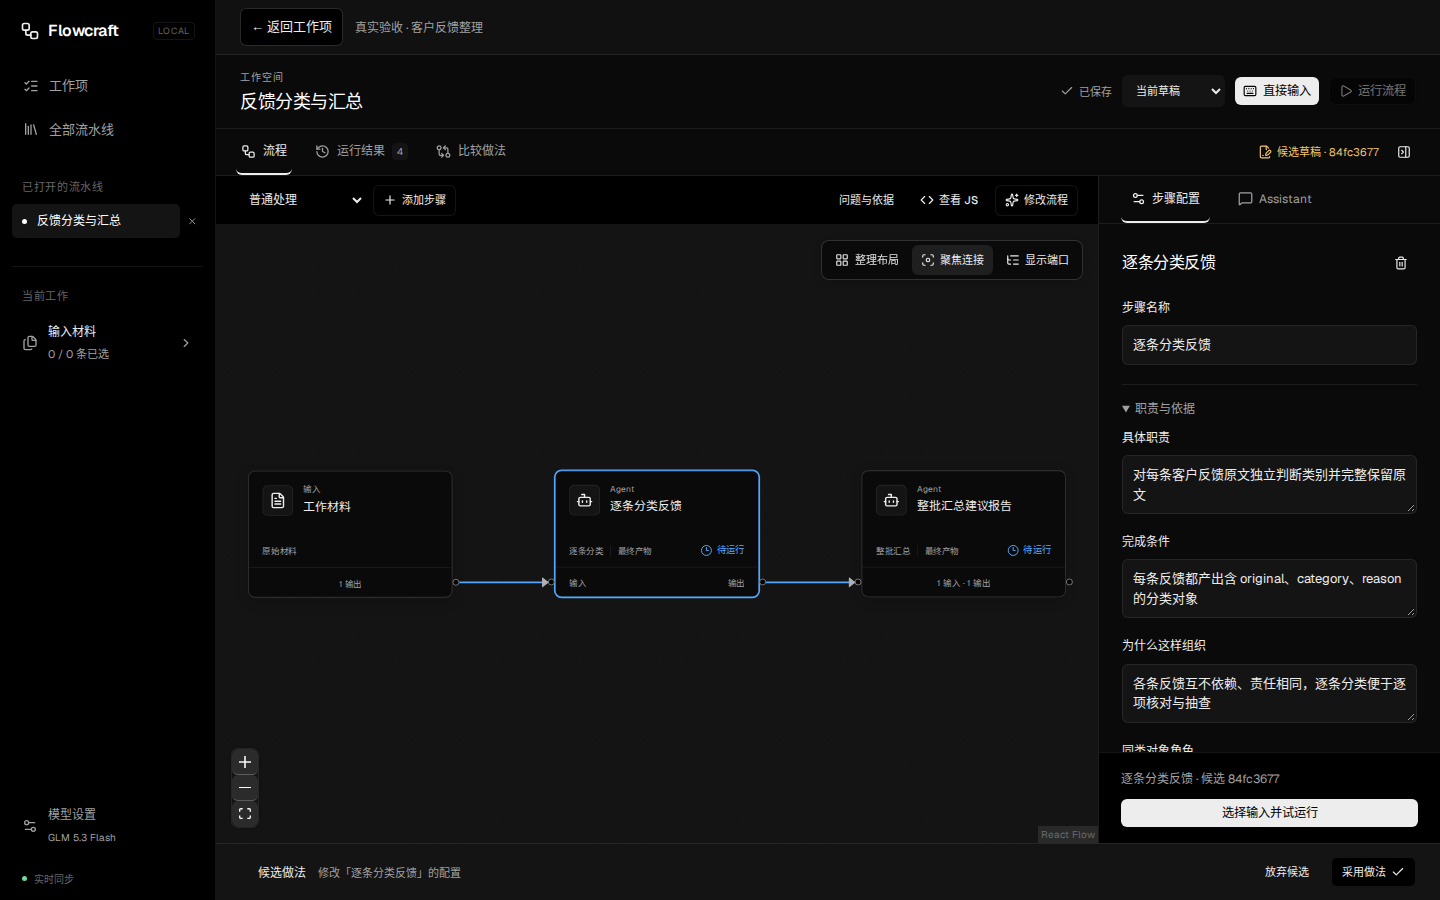 Flowcraft
LOCAL
工作项
全部流水线
已打开的流水线
反馈分类与汇总
当前工作
输入材料
0 / 0 条已选
模型设置
GLM 5.3 Flash
实时同步
← 返回工作项
真实验收 · 客户反馈整理
工作空间
反馈分类与汇总
已保存
当前草稿
直接输入
运行流程
流程
运行结果 4
比较做法
候选草稿 · 84fc3677
普通处理
添加步骤
问题与依据
查看 JS
修改流程
整理布局
聚焦连接
显示端口
输入
工作材料
原始材料
1 输出
Agent
逐条分类反馈
逐条分类
最终产物
待运行
输入
输出
Agent
整批汇总建议报告
整批汇总
最终产物
待运行
1 输入 · 1 输出
React Flow
候选做法
修改「逐条分类反馈」的配置
放弃候选
采用做法
步骤配置
Assistant
逐条分类反馈
步骤名称
逐条分类反馈
职责与依据
具体职责
对每条客户反馈原文独立判断类别并完整保留原
文
完成条件
每条反馈都产出含 original、category、reason
的分类对象
为什么这样组织
各条反馈互不依赖、责任相同，逐条分类便于逐
项核对与抽查
同类对象角色
逐条分类反馈 · 候选 84fc3677
选择输入并试运行